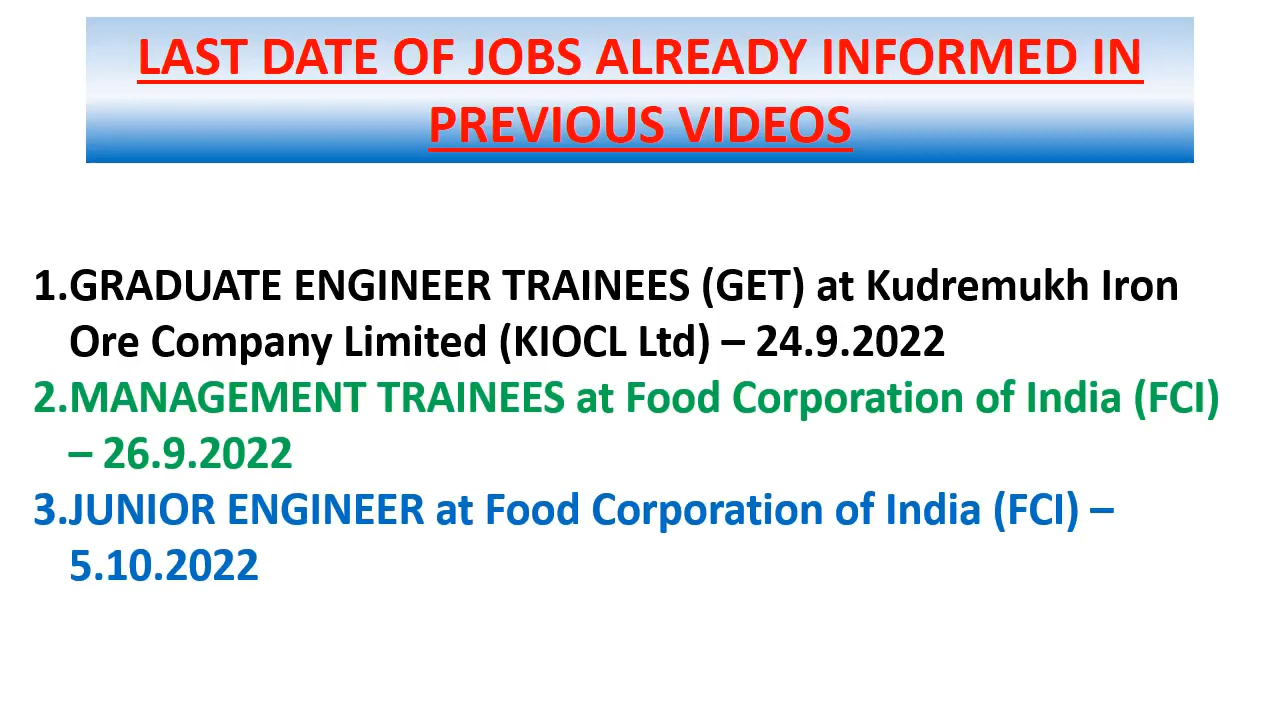 LAST DATE OF JOBS ALREADY INFORMED IN
PREVIOUS VIDEOS
1.GRADUATE ENGINEER TRAINEES (GET) at Kudremukh Iron
Ore Company Limited (KIOCL Ltd) – 24.9.2022
2.MANAGEMENT TRAINEES at Food Corporation of India (FCI)
– 26.9.2022
3.JUNIOR ENGINEER at Food Corporation of India (FCI) –
5.10.2022